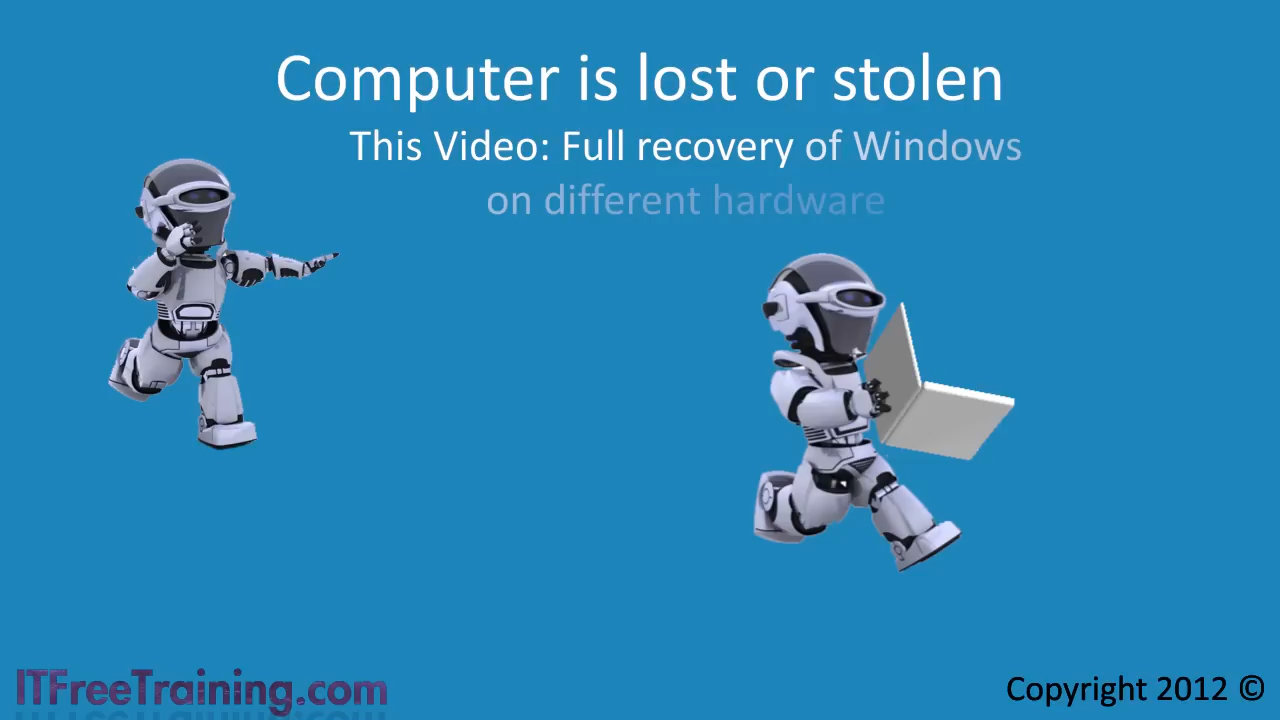 Computer is lost or stolen
This Video: Full recovery of Windows
on different hardware
ITFreeTraining.com
Copyright 2012 ©